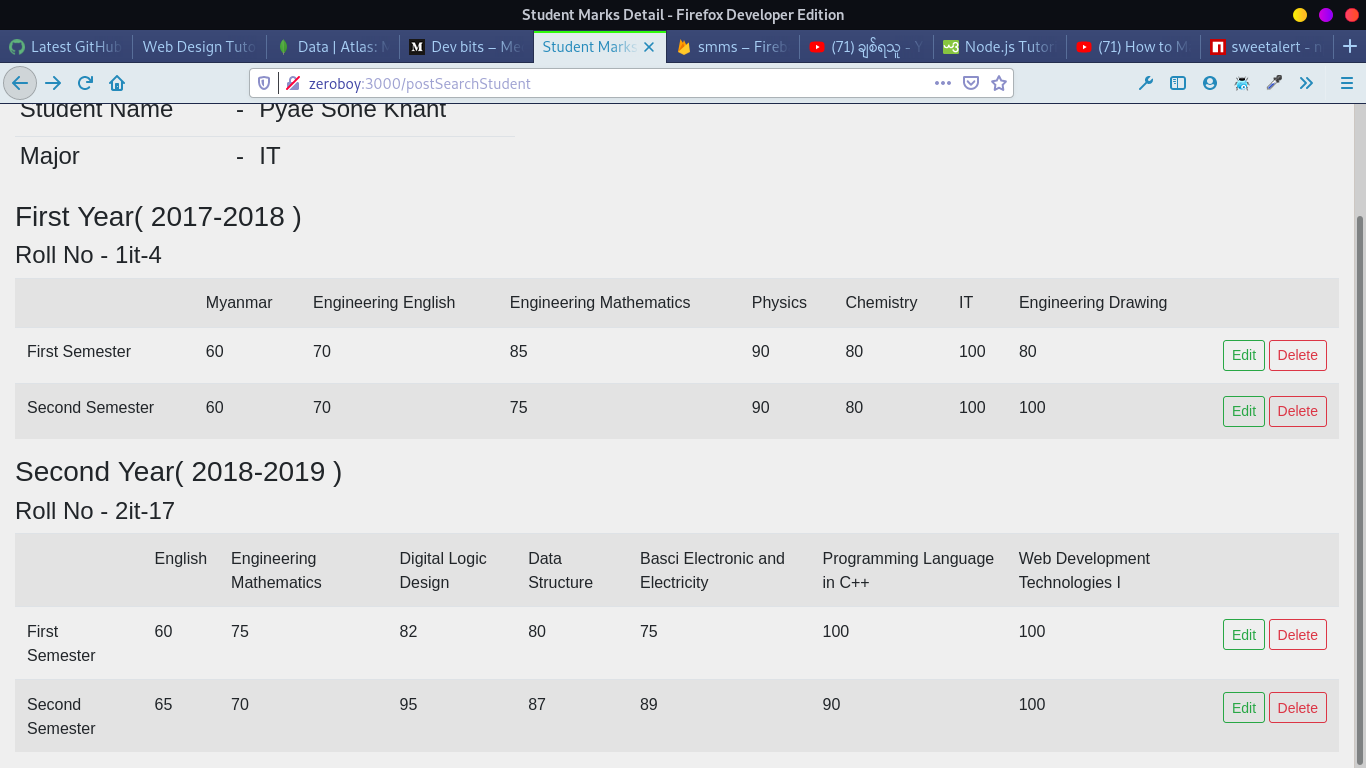 Student Marks Detail - Firefox Developer Edition
Latest GitHub
Web Design Tuto
Data | Atlas: M
M Dev bits – Me
Student Marks
smms – Fireb
(71) ချစ်ရသူ - Y
w3 Node.js Tutor
(71) How to M
sweetalert - n
zeroboy:3000/postSearchStudent
Student Name - Pyae Sone Khant
Major - IT
First Year( 2017-2018 )
Roll No - 1it-4
Myanmar Engineering English Engineering Mathematics Physics Chemistry IT Engineering Drawing
First Semester 60 70 85 90 80 100 80 Edit Delete
Second Semester 60 70 75 90 80 100 100 Edit Delete
Second Year( 2018-2019 )
Roll No - 2it-17
English Engineering Digital Logic Data Basci Electronic and Programming Language Web Development
Mathematics Design Structure Electricity in C++ Technologies I
First 60 75 82 80 75 100 100 Edit Delete
Semester
Second 65 70 95 87 89 90 100 Edit Delete
Semester